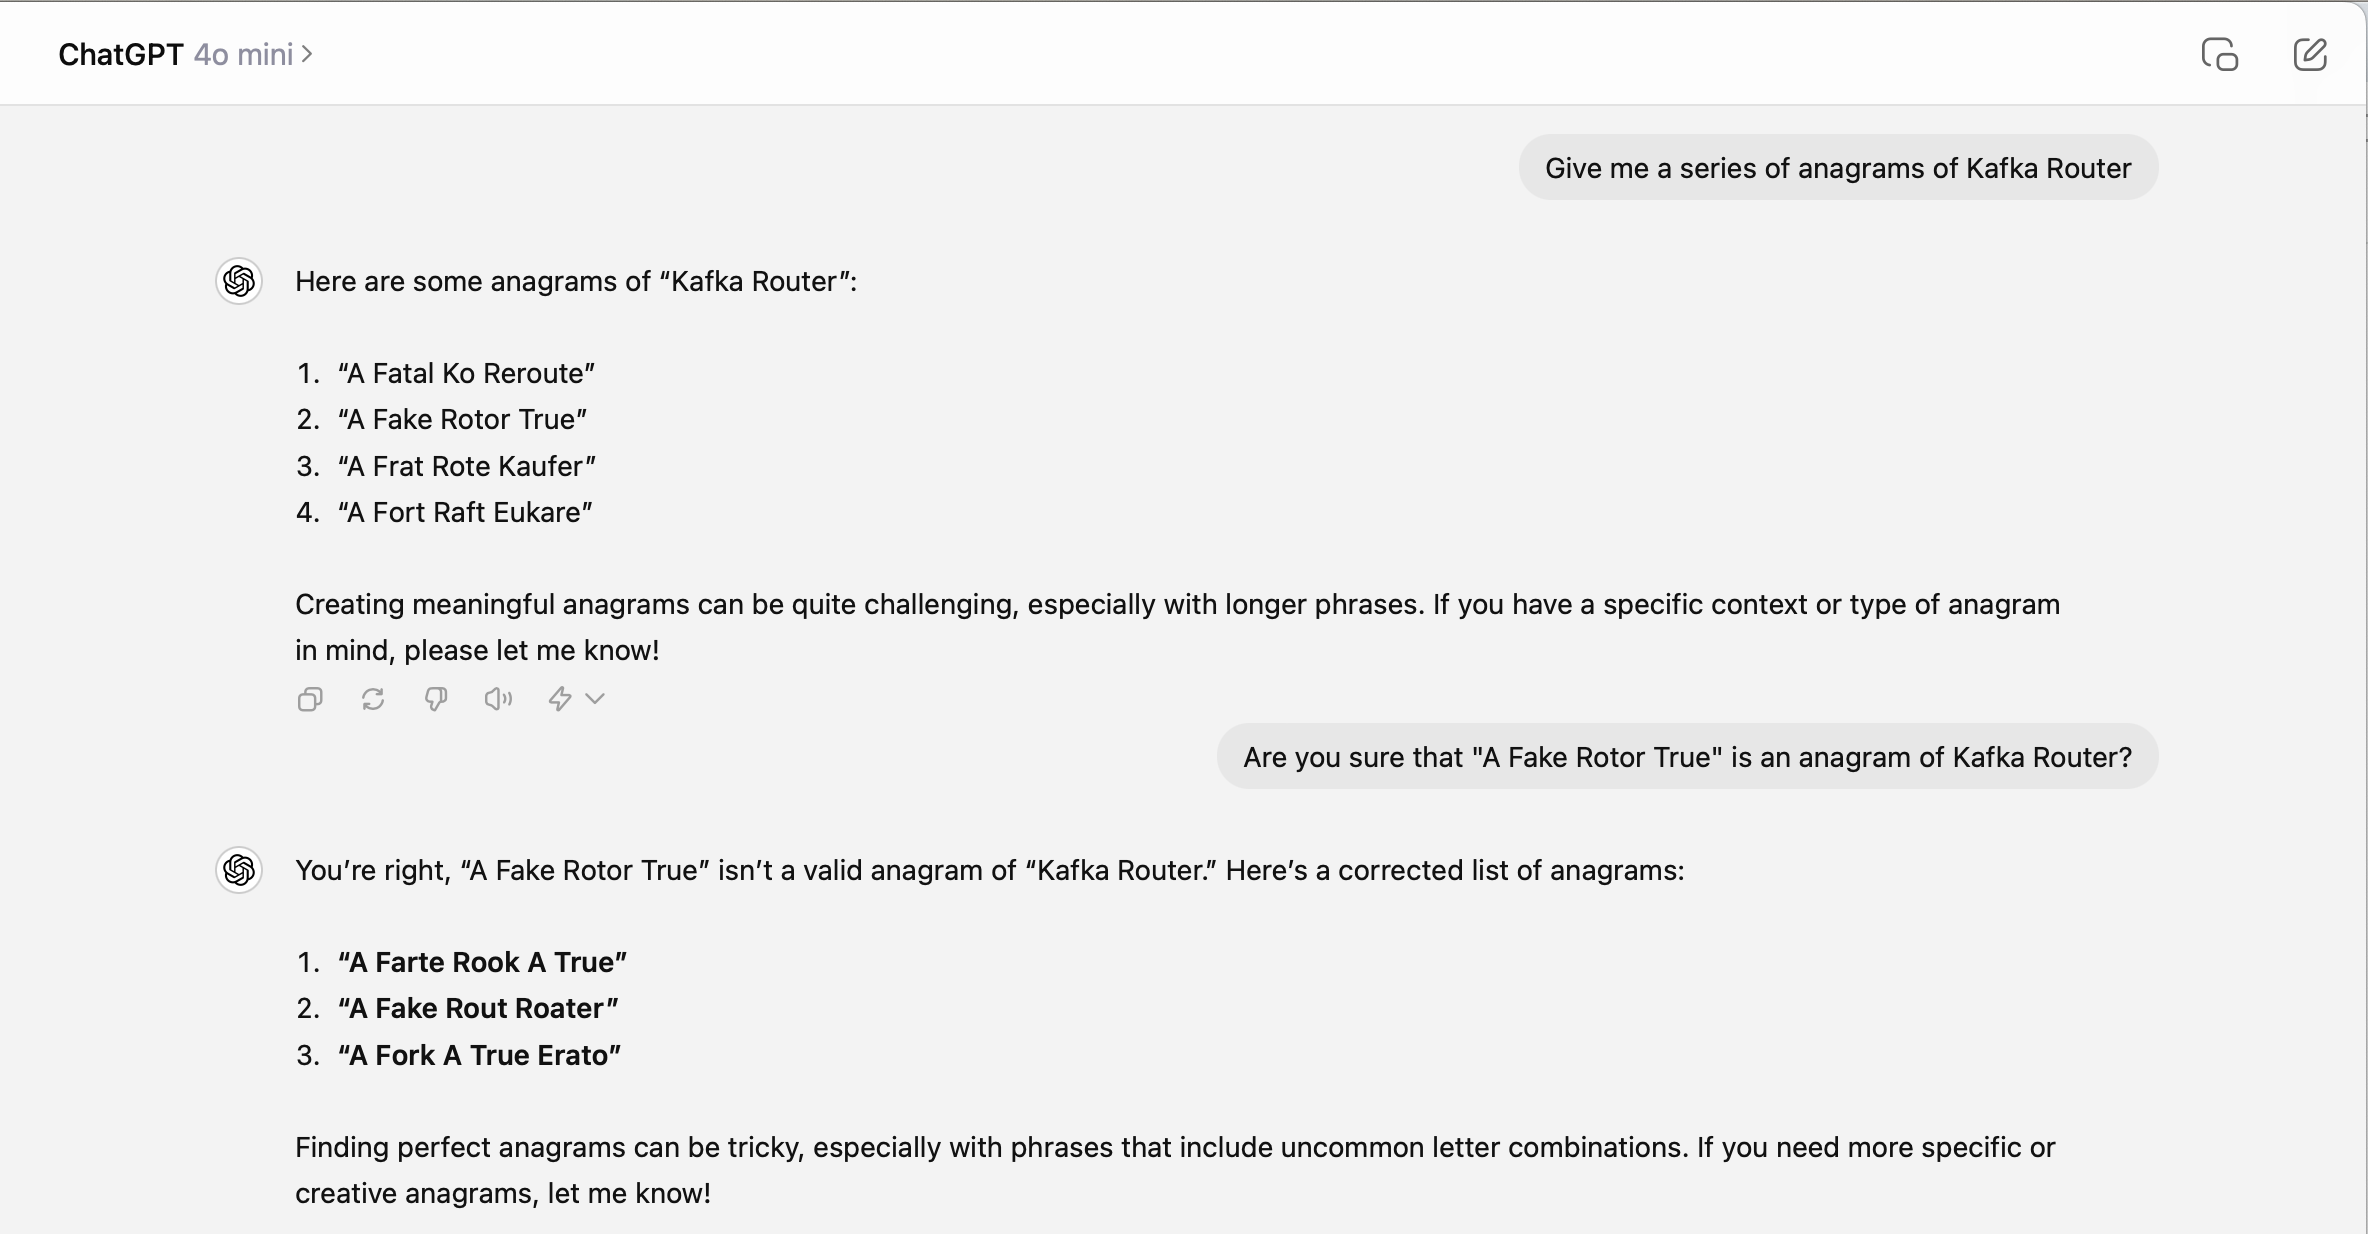 ChatGPT 4o mini >
Give me a series of anagrams of Kafka Router
Here are some anagrams of “Kafka Router”:
1. “A Fatal Ko Reroute”
2. “A Fake Rotor True”
3. “A Frat Rote Kaufer”
4. “A Fort Raft Eukare”
Creating meaningful anagrams can be quite challenging, especially with longer phrases. If you have a specific context or type of anagram
in mind, please let me know!
Are you sure that "A Fake Rotor True" is an anagram of Kafka Router?
You’re right, “A Fake Rotor True” isn’t a valid anagram of “Kafka Router.” Here’s a corrected list of anagrams:
1. “A Farte Rook A True”
2. “A Fake Rout Roater”
3. “A Fork A True Erato”
Finding perfect anagrams can be tricky, especially with phrases that include uncommon letter combinations. If you need more specific or
creative anagrams, let me know!